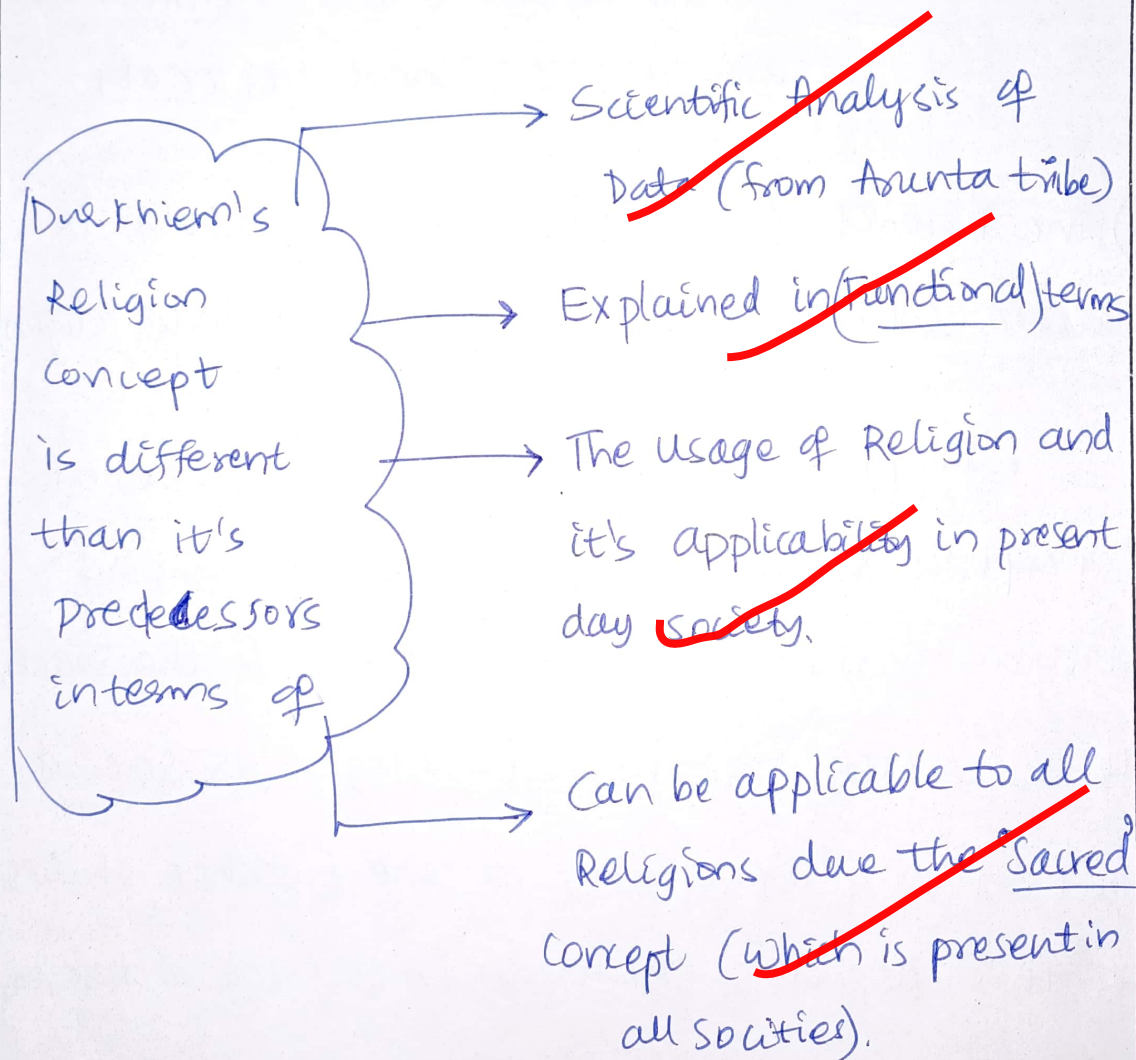 Durkhiem's
Religion
Concept
is different
than it's
predecessors
interms of
Scientific Analysis of
Data (from Arunta tribe)
Explained in (Functional) terms
The usage of Religion and
it's applicability in present
day society.
Can be applicable to all
Religions due the 'Sacred'
Concept (which is present in
all socities).